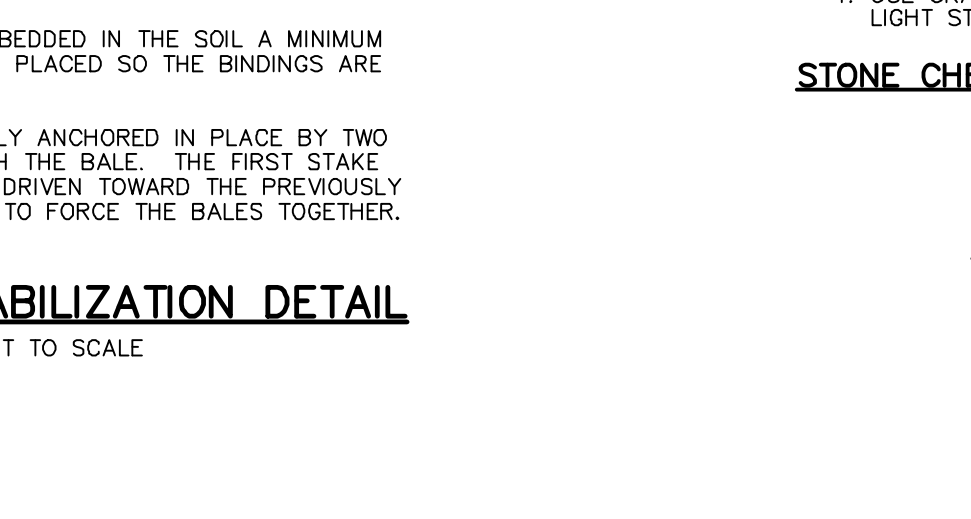 BEDDED IN THE SOIL A MINIMUM
PLACED SO THE BINDINGS ARE
LY ANCHORED IN PLACE BY TWO
H THE BALE. THE FIRST STAKE
DRIVEN TOWARD THE PREVIOUSLY
TO FORCE THE BALES TOGETHER.
ABILIZATION DETAIL
T TO SCALE
LIGHT ST
STONE CHE